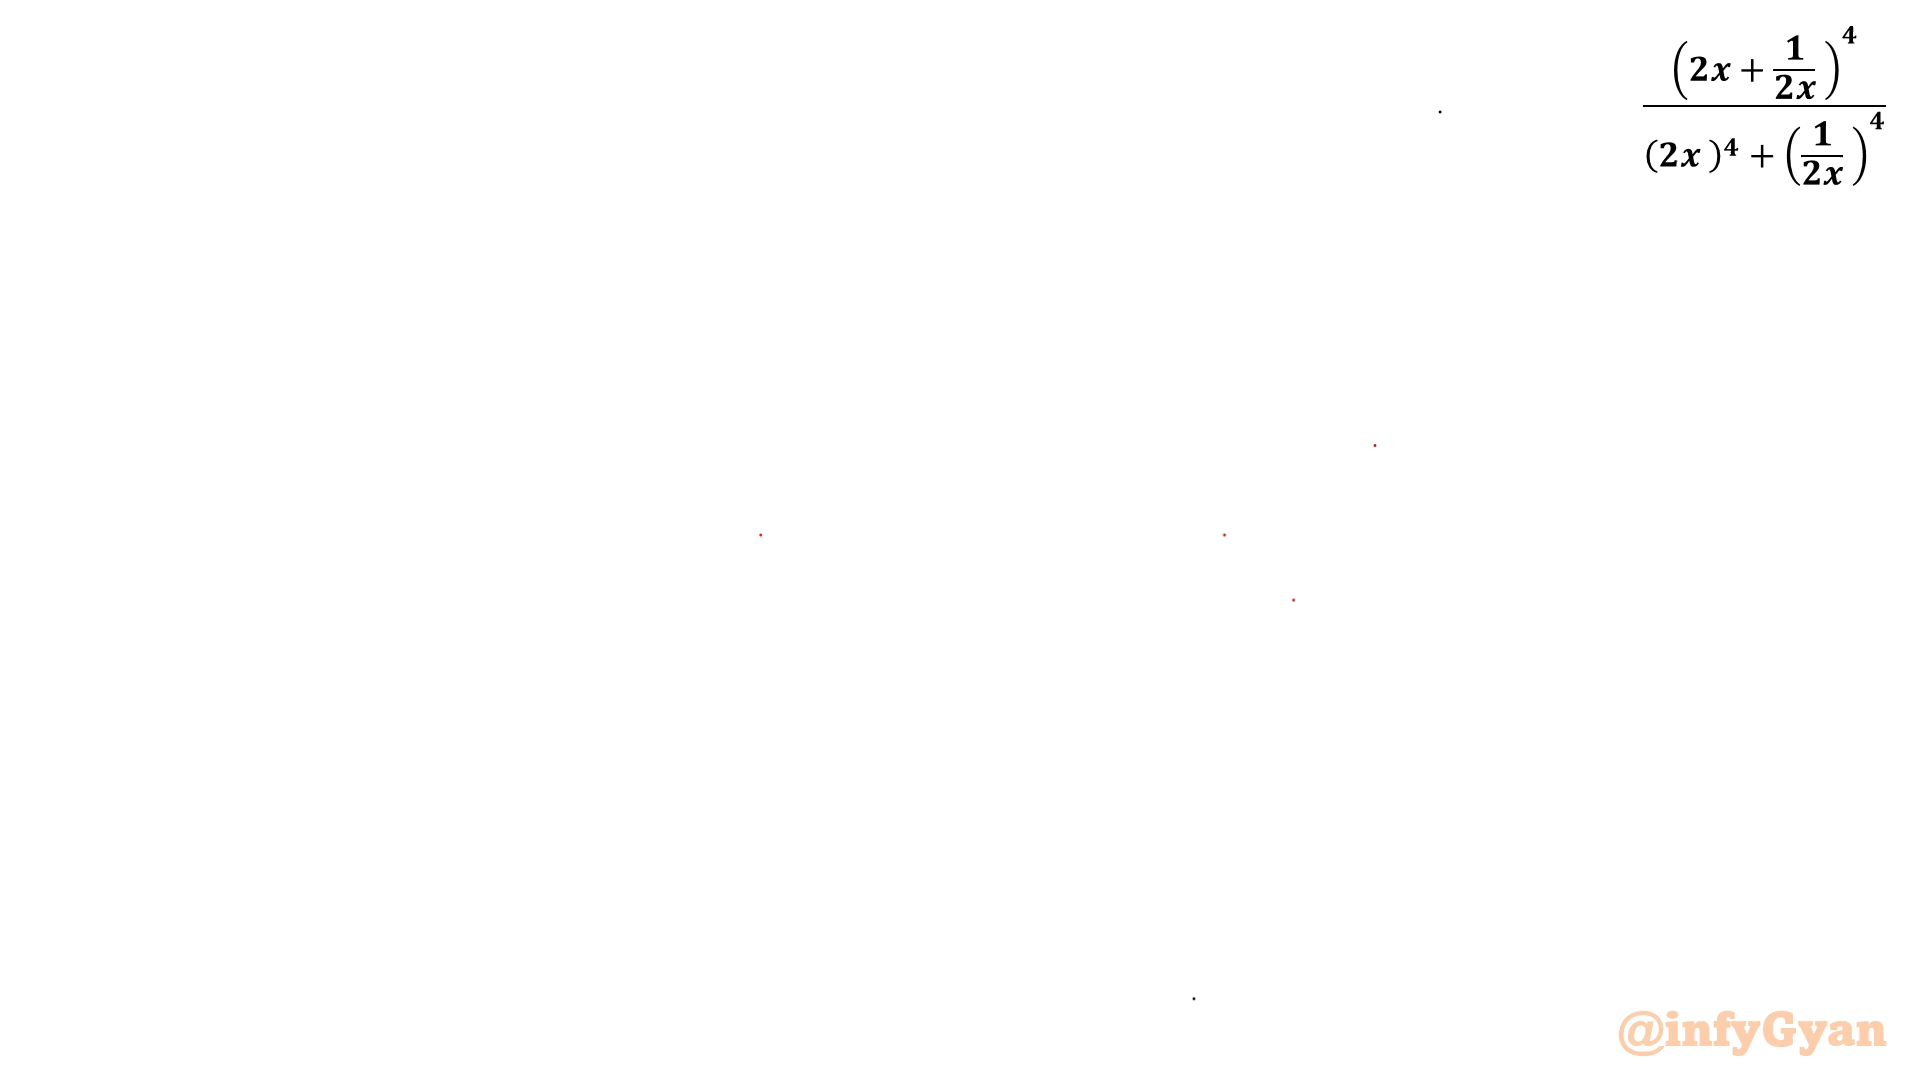 (2x + 1/2x)^4
(2x)^4 + (1/2x)^4
@infyGyan